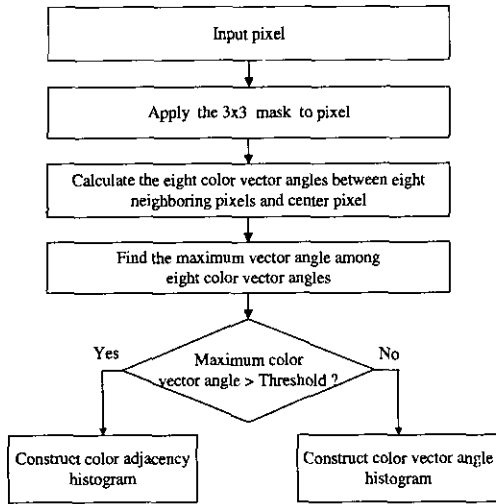 Input pixel
Apply the 3x3 mask to pixel
Calculate the eight color vector angles between eight
neighboring pixels and center pixel
Find the maximum vector angle among
eight color vector angles
Yes
No
Maximum color
vector angle > Threshold ?
Construct color adjacency
histogram
Construct color vector angle
histogram